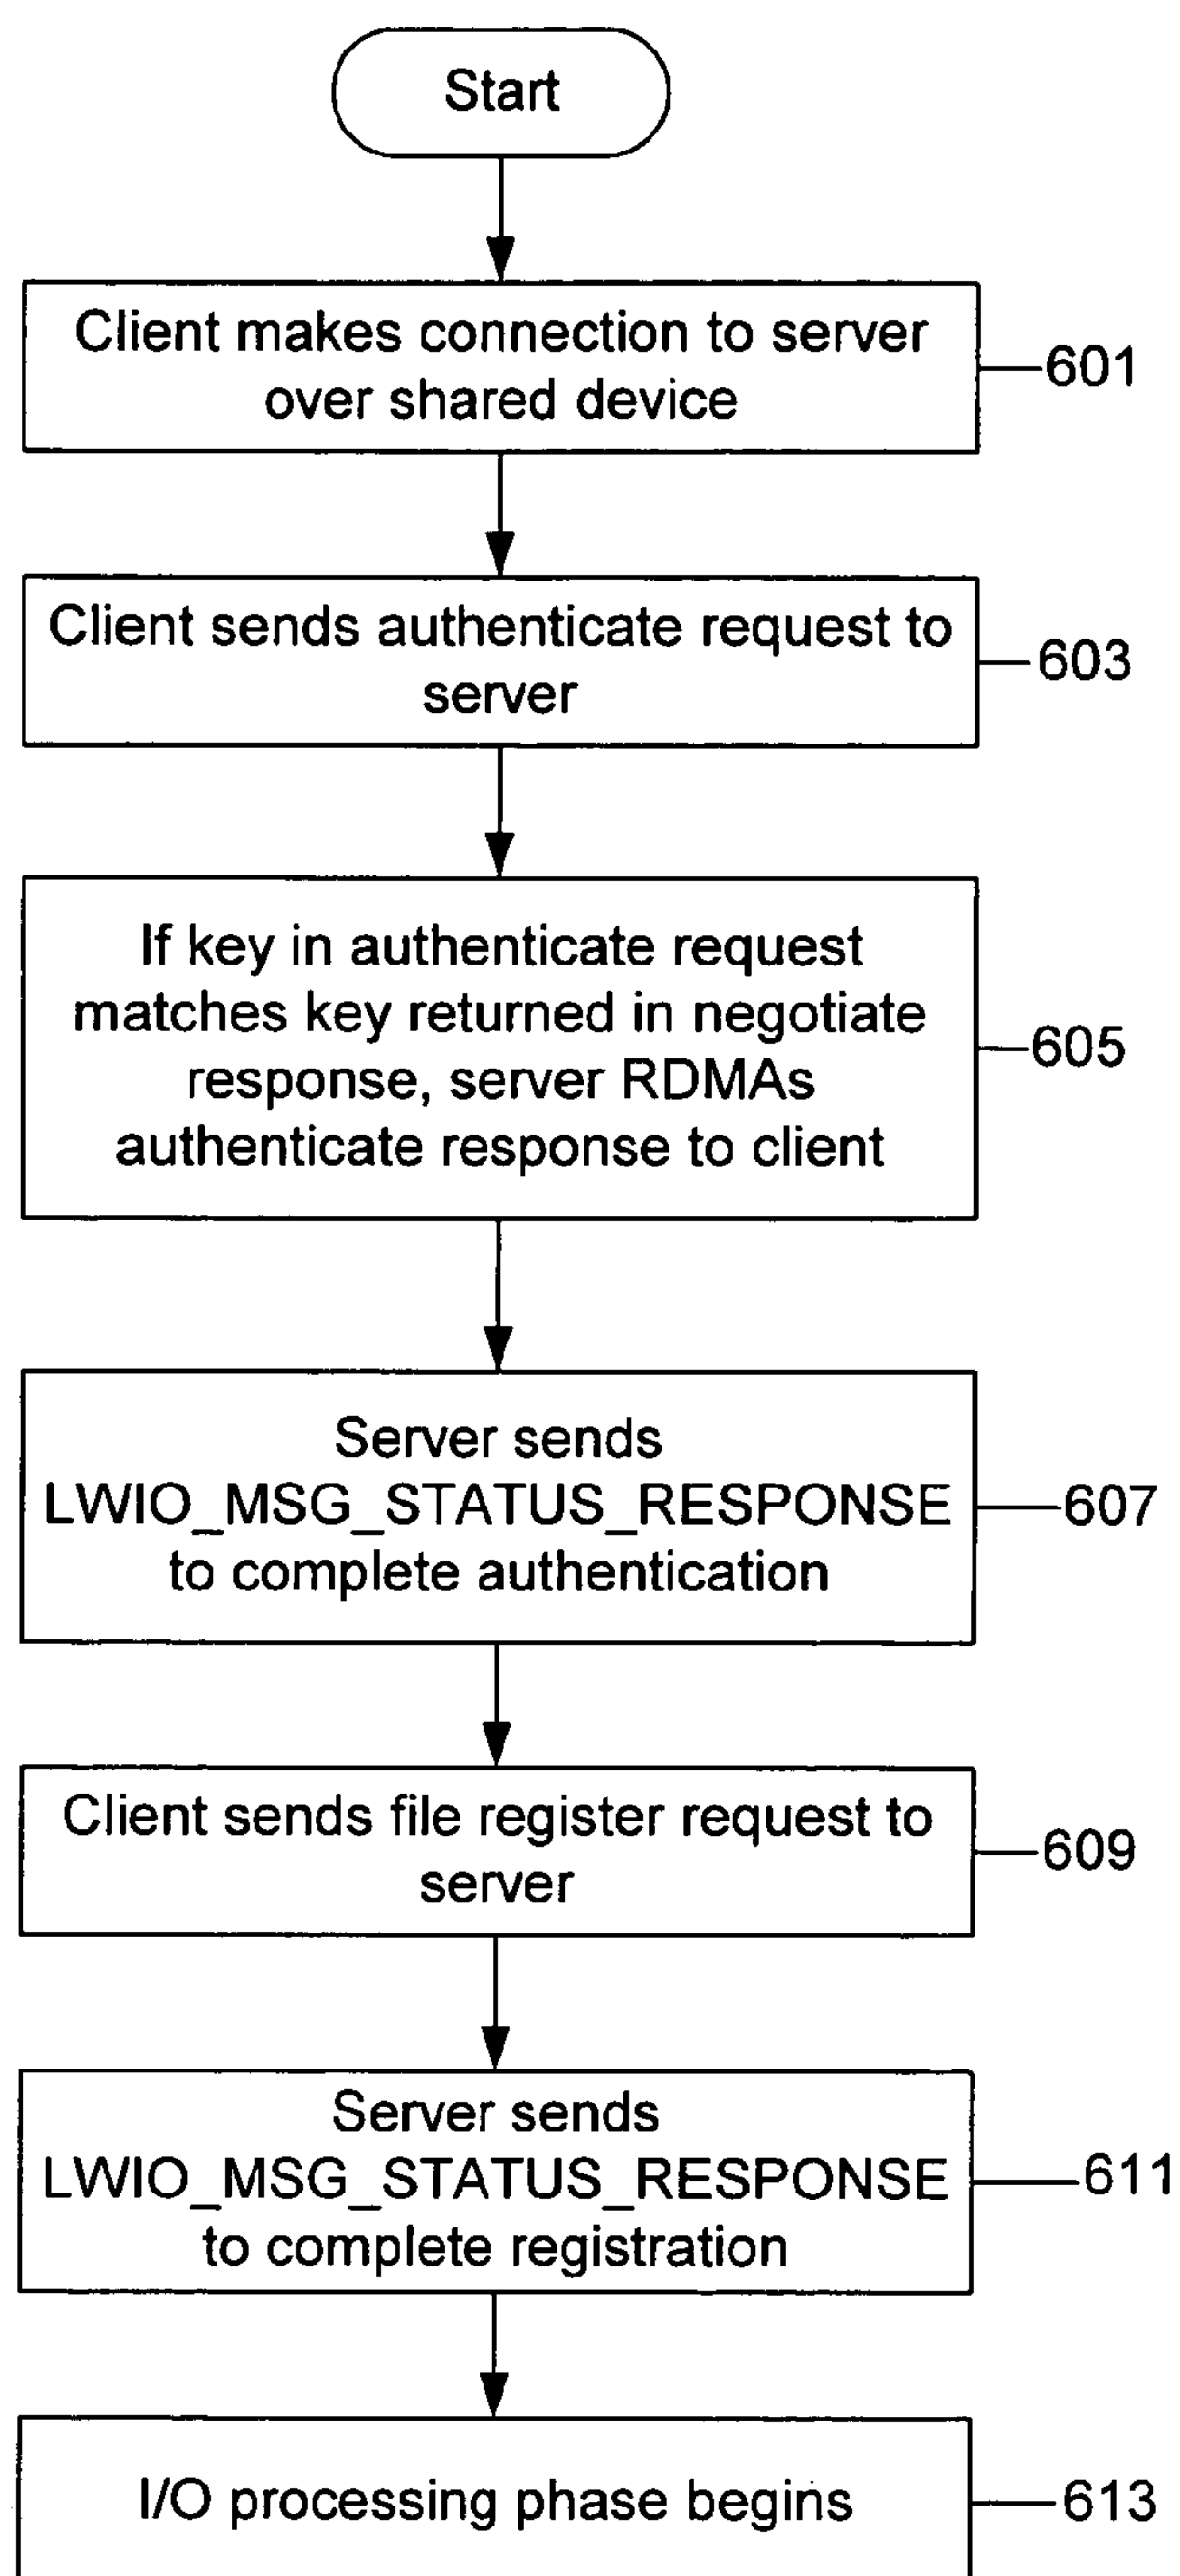 Start
Client makes connection to server
over shared device
601
Client sends authenticate request to
server
603
If key in authenticate request
matches key returned in negotiate
response, server RDMAs
authenticate response to client
605
Server sends
LWIO_MSG_STATUS_RESPONSE
to complete authentication
607
Client sends file register request to
server
609
Server sends
LWIO_MSG_STATUS_RESPONSE
to complete registration
611
I/O processing phase begins
613